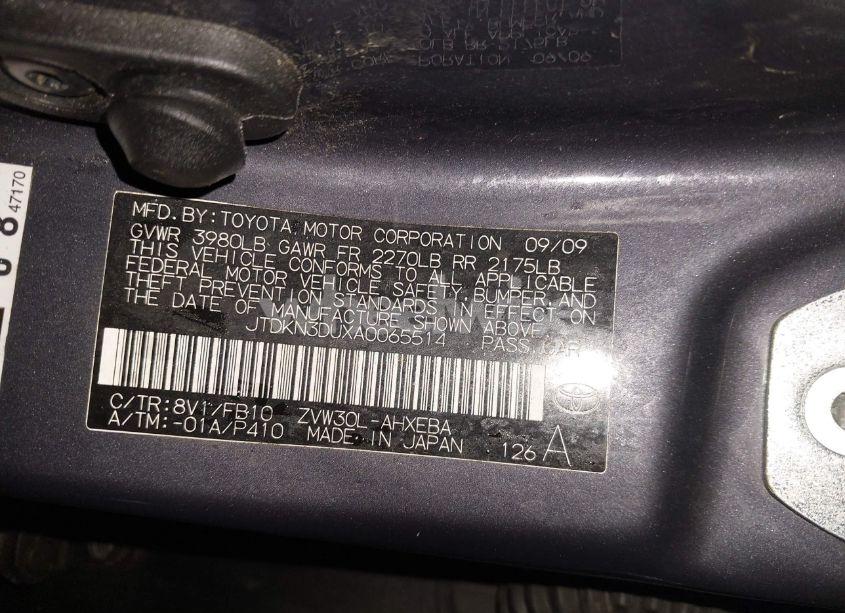 47170
MFD.BY:TOYOTA MOTOR CORPORATION 09/09
GVWR 3980LB GAWR FR 2270LB RR 2175LB
THIS VEHICLE CONFORMS TO ALL APPLICABLE
FEDERAL MOTOR VEHICLE SAFETY,BUMPER,AND
THEFT PREVENTION STANDARDS IN EFFECT ON
THE DATE OF MANUFACTURE SHOWN ABOVE
JTDKN3DUXA0065514 PASS.CAR
C/TR:8V1/FB10 ZVW30L-AHXEBA
A/TM:-01A/P410 MADE IN JAPAN 126 A